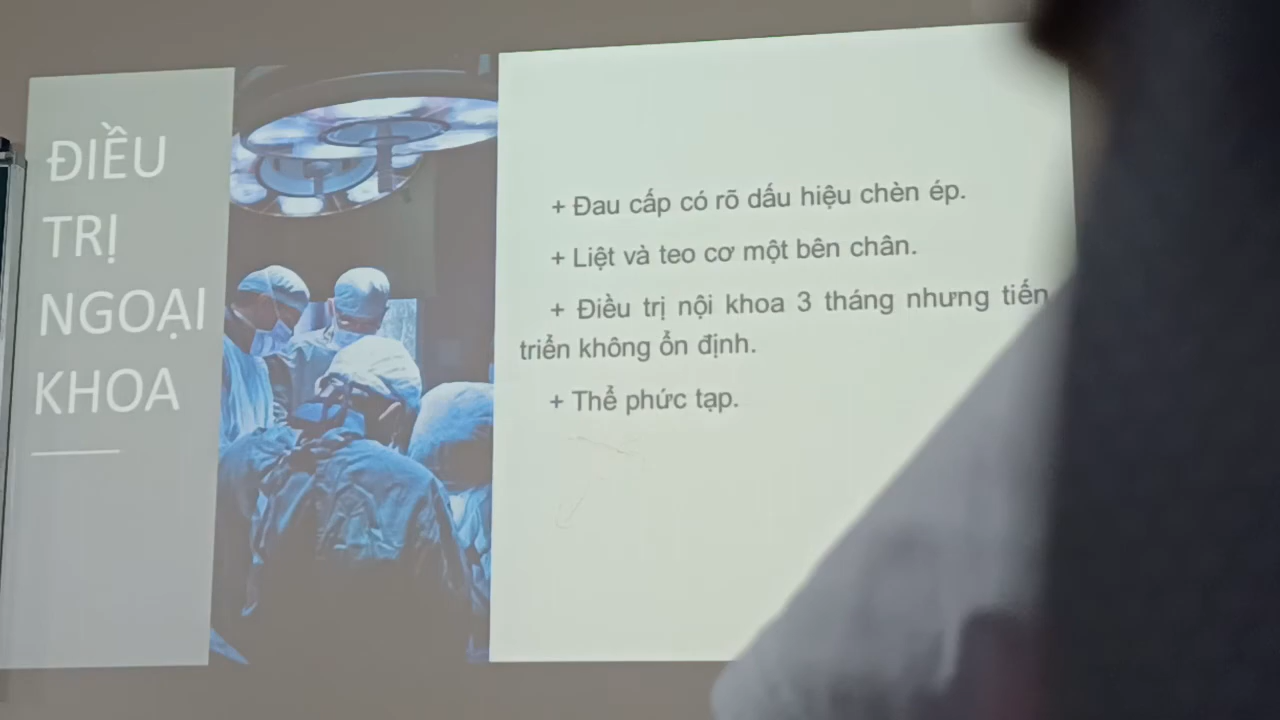 ĐIỀU
TRỊ
NGOẠI
KHOA
+ Đau cấp có rõ dấu hiệu chèn ép.
+ Liệt và teo cơ một bên chân.
+ Điều trị nội khoa 3 tháng nhưng tiến
triển không ổn định.
+ Thể phức tạp.